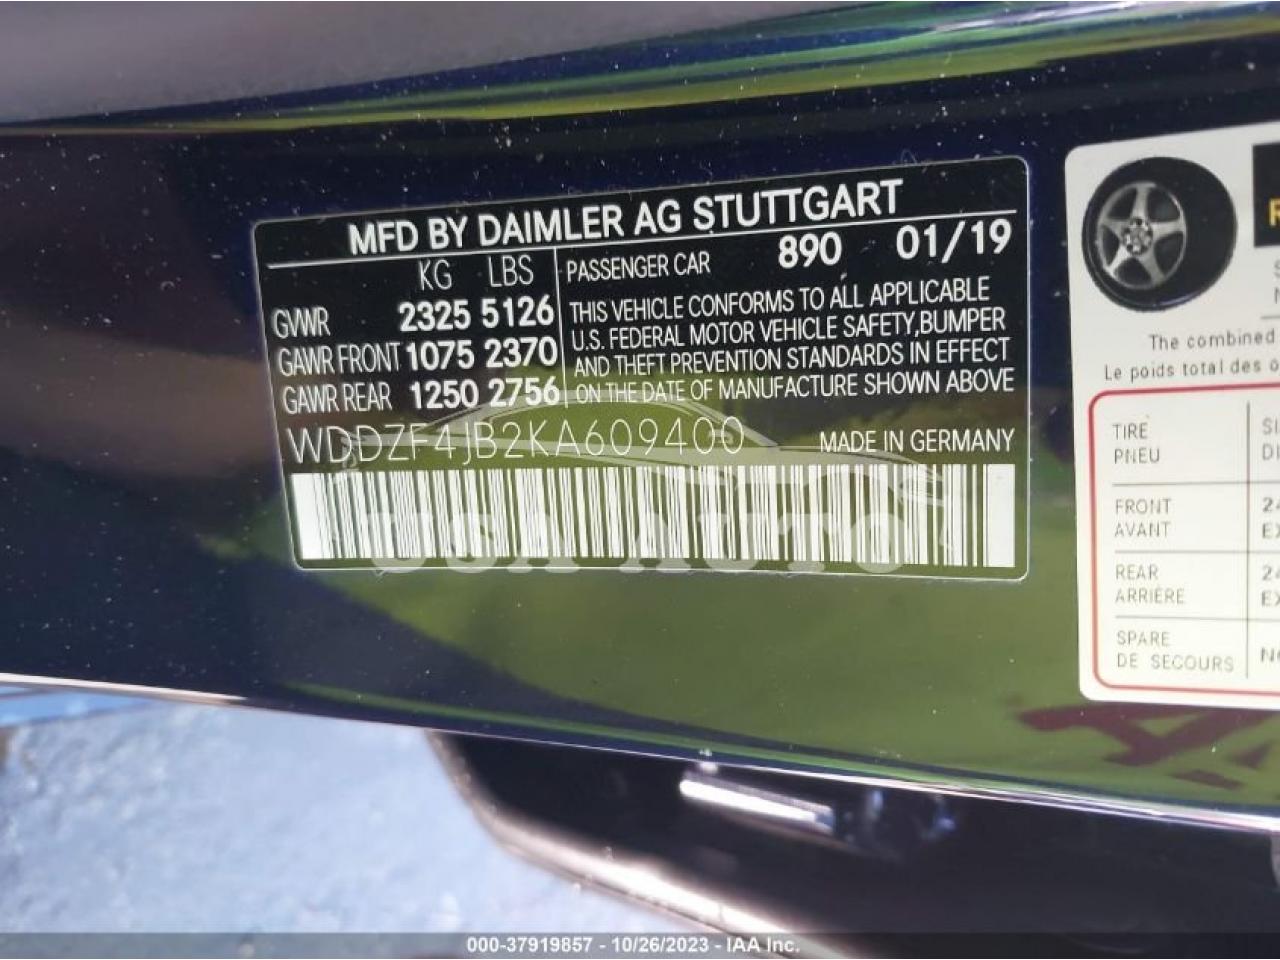 MFD BY DAIMLER AG STUTTGART
KG LBS
PASSENGER CAR 890 01/19
GVWR 2325 5126
GAWR FRONT 1075 2370
GAWR REAR 1250 2756
THIS VEHICLE CONFORMS TO ALL APPLICABLE
U.S. FEDERAL MOTOR VEHICLE SAFETY,BUMPER
AND THEFT PREVENTION STANDARDS IN EFFECT
ON THE DATE OF MANUFACTURE SHOWN ABOVE
WDDZF4JB2KA609400 MADE IN GERMANY
USA AUTO
The combined
Le poids total des
TIRE
PNEU
FRONT
AVANT
REAR
ARRIÈRE
SPARE
DE SECOURS
000-37919857 - 10/26/2023 - IAA Inc.